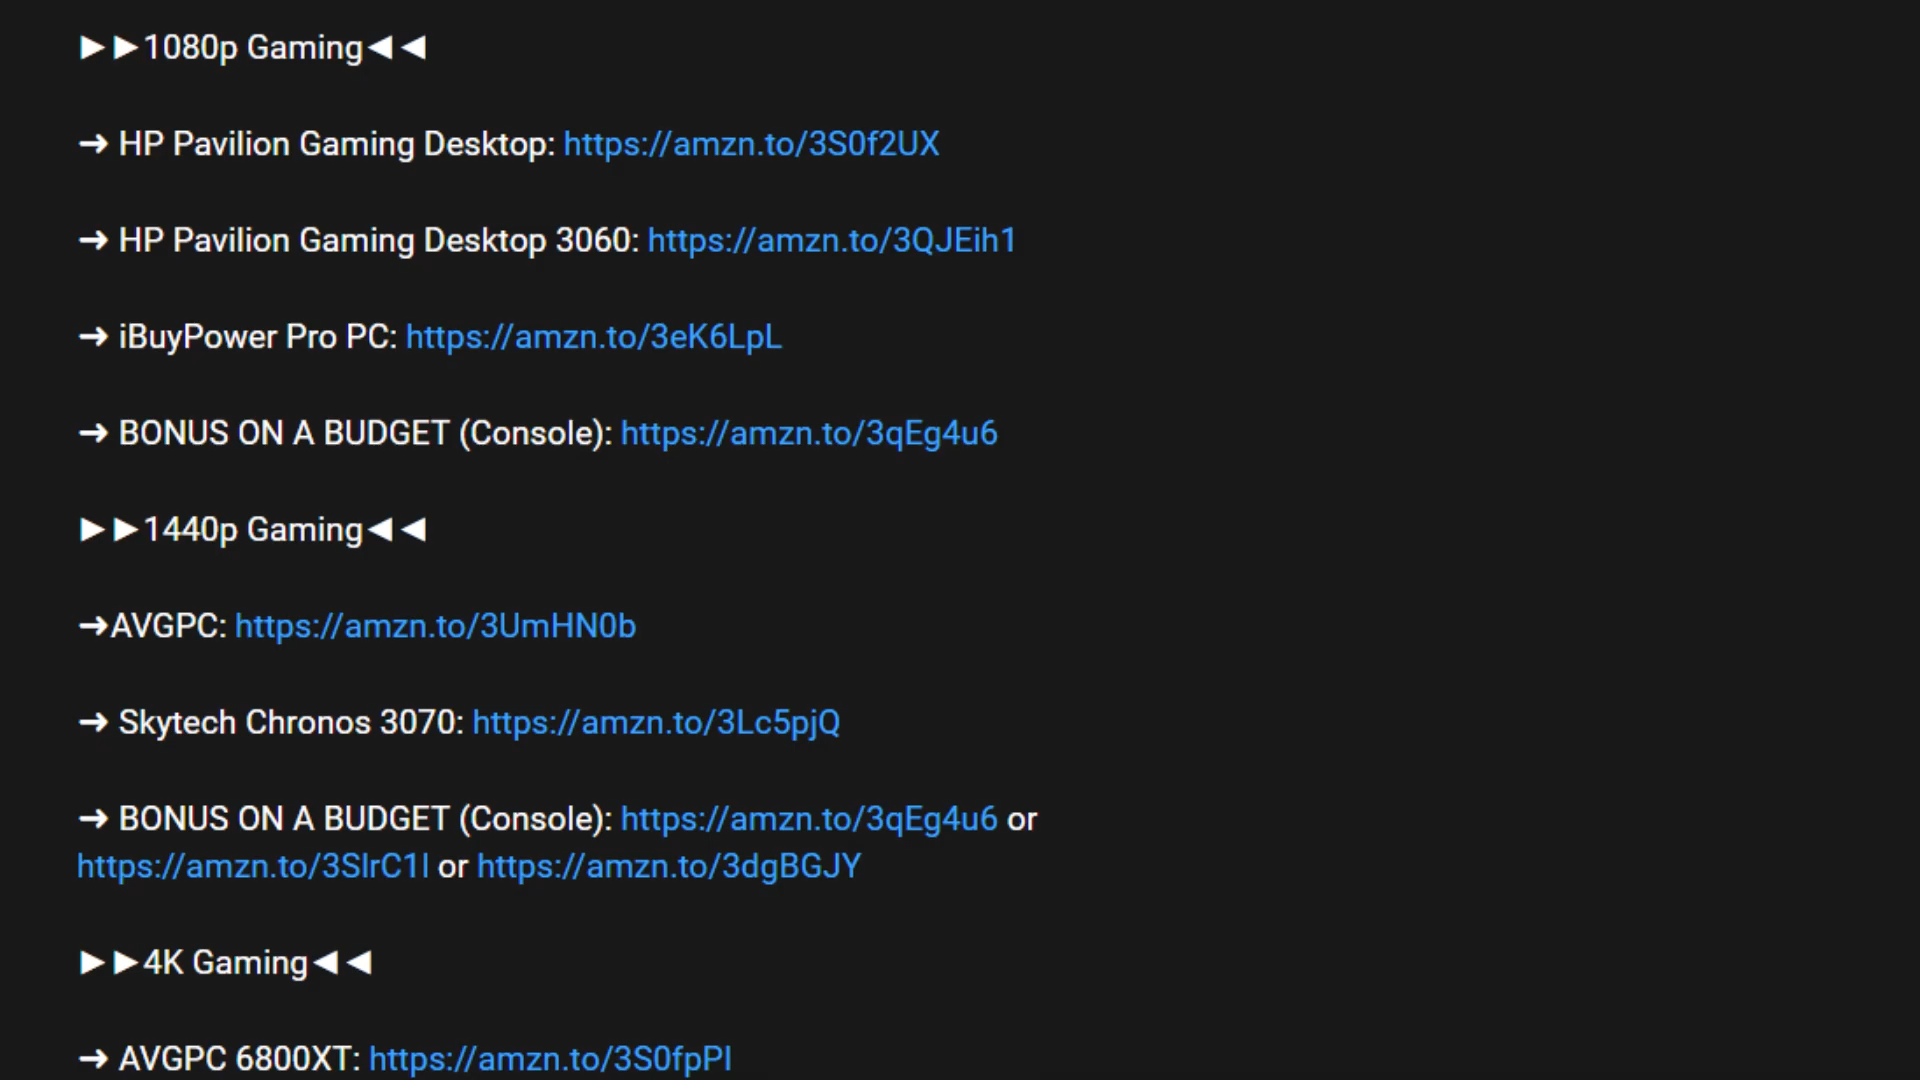 ►►1080p Gaming◄◄
➜ HP Pavilion Gaming Desktop: https://amzn.to/3S0f2UX
➜ HP Pavilion Gaming Desktop 3060: https://amzn.to/3QJEih1
➜ iBuyPower Pro PC: https://amzn.to/3eK6LpL
➜ BONUS ON A BUDGET (Console): https://amzn.to/3qEg4u6
►►1440p Gaming◄◄
➜AVGPC: https://amzn.to/3UmHN0b
➜ Skytech Chronos 3070: https://amzn.to/3Lc5pjQ
➜ BONUS ON A BUDGET (Console): https://amzn.to/3qEg4u6 or
https://amzn.to/3SlrC1l or https://amzn.to/3dgBGJY
►►4K Gaming◄◄
➜ AVGPC 6800XT: https://amzn.to/3S0fpPl